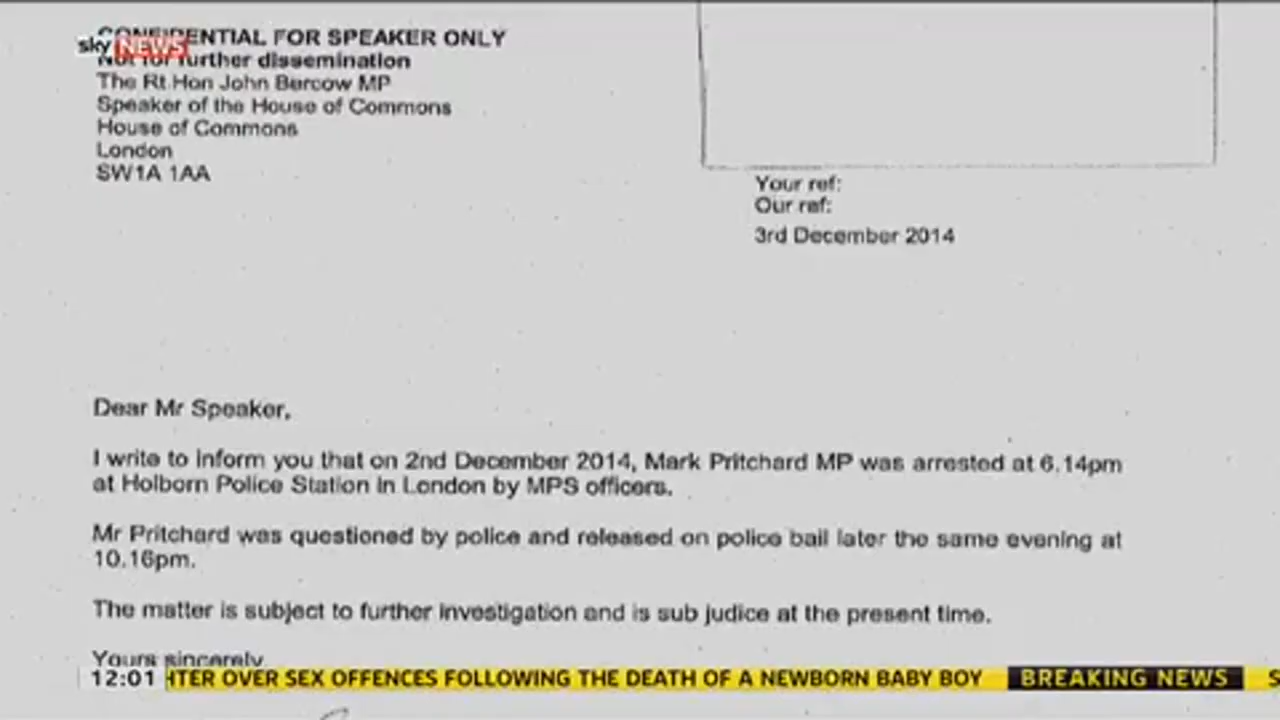 CONFIDENTIAL FOR SPEAKER ONLY
sky NEWS
Not for further dissemination
The Rt Hon John Bercow MP
Speaker of the House of Commons
House of Commons
London
SW1A 1AA
Your ref:
Our ref:
3rd December 2014
Dear Mr Speaker,
I write to inform you that on 2nd December 2014, Mark Pritchard MP was arrested at 6.14pm
at Holborn Police Station in London by MPS officers.
Mr Pritchard was questioned by police and released on police bail later the same evening at
10.16pm.
The matter is subject to further investigation and is sub judice at the present time.
Yours sincerely
12:01 HTER OVER SEX OFFENCES FOLLOWING THE DEATH OF A NEWBORN BABY BOY BREAKING NEWS S